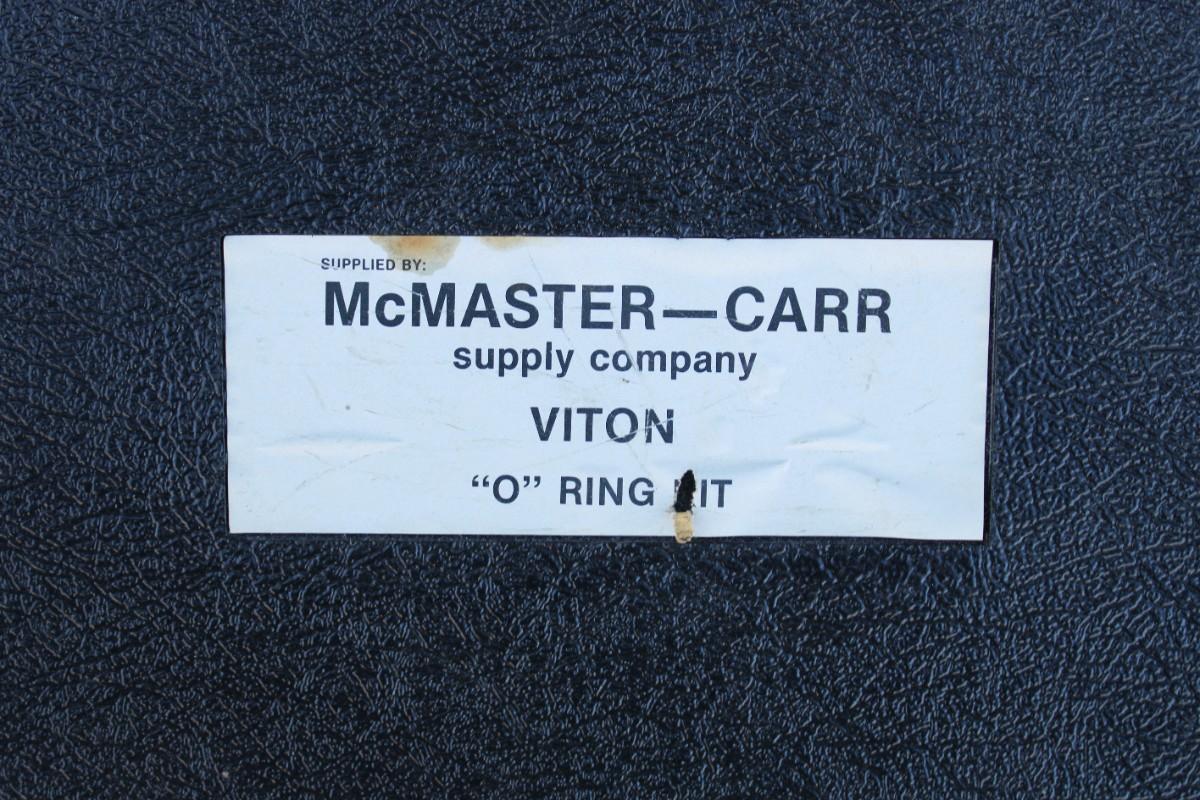 SUPPLIED BY:
McMASTER—CARR
supply company
VITON
“O” RING